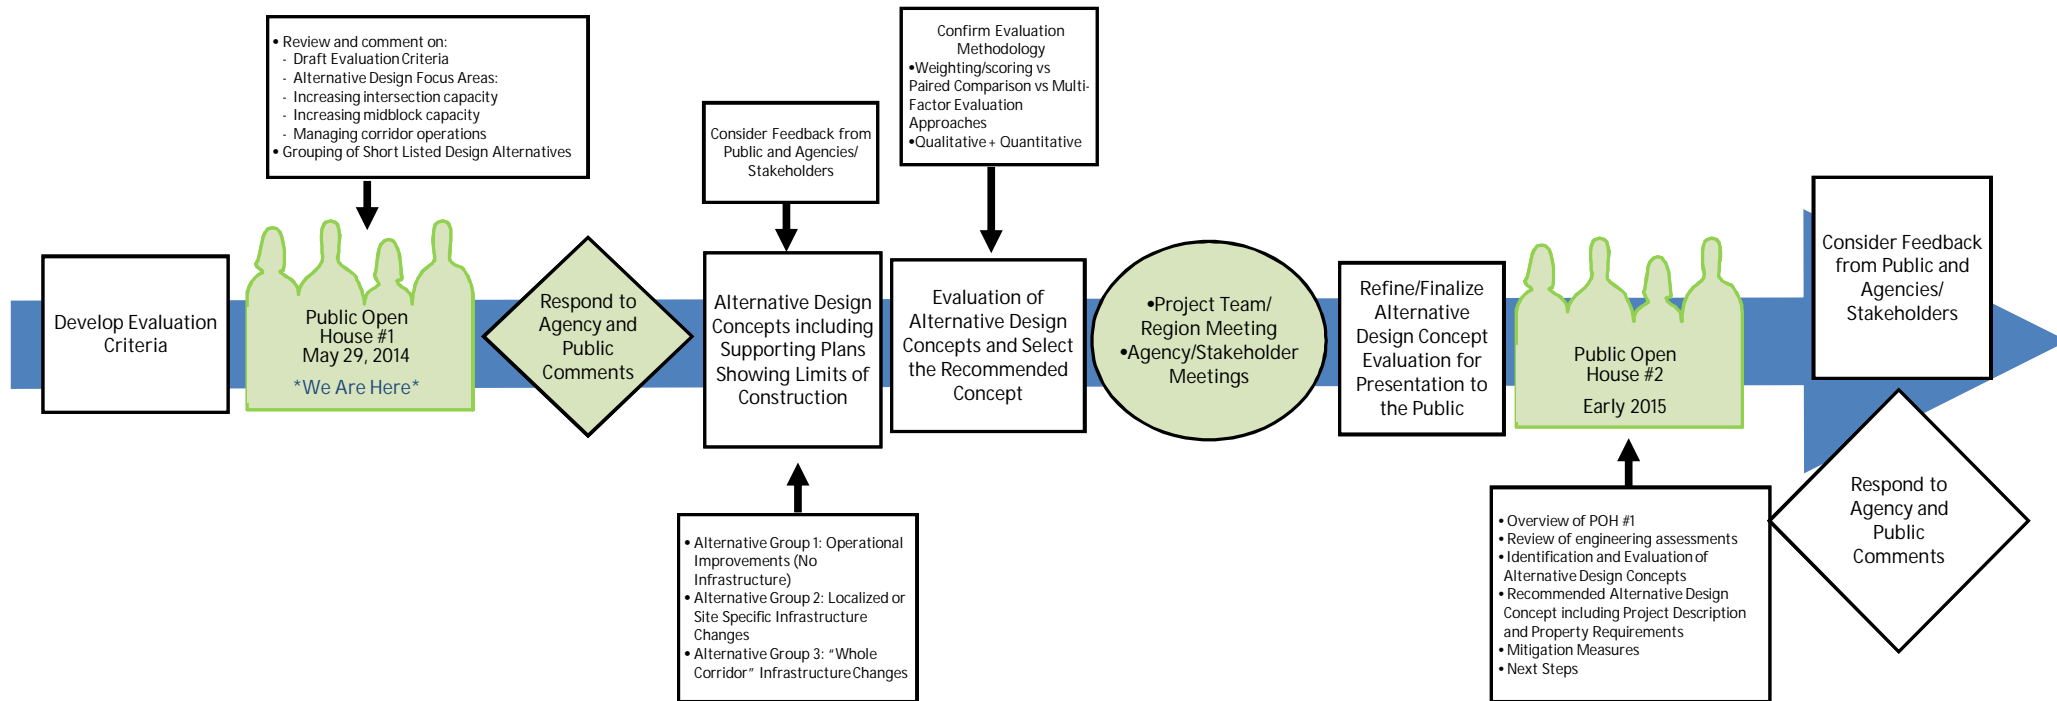 • Review and comment on:
- Draft Evaluation Criteria
- Alternative Design Focus Areas:
- Increasing intersection capacity
- Increasing midblock capacity
- Managing corridor operations
• Grouping of Short Listed Design Alternatives
Consider Feedback from
Public and Agencies/
Stakeholders
Confirm Evaluation
Methodology
•Weighting/scoring vs
Paired Comparison vs Multi-
Factor Evaluation
Approaches
•Qualitative + Quantitative
Develop Evaluation
Criteria
Public Open
House #1
May 29, 2014
*We Are Here*
Respond to
Agency and
Public
Comments
Alternative Design
Concepts including
Supporting Plans
Showing Limits of
Construction
Evaluation of
Alternative Design
Concepts and Select
the Recommended
Concept
•Project Team/
Region Meeting
•Agency/Stakeholder
Meetings
Refine/Finalize
Alternative
Design Concept
Evaluation for
Presentation to
the Public
Public Open
House #2
Early 2015
Consider Feedback
from Public and
Agencies/
Stakeholders
Respond to
Agency and
Public
Comments
• Alternative Group 1: Operational
Improvements (No
Infrastructure)
• Alternative Group 2: Localized or
Site Specific Infrastructure
Changes
• Alternative Group 3: “Whole
Corridor” Infrastructure Changes
• Overview of POH #1
• Review of engineering assessments
• Identification and Evaluation of
Alternative Design Concepts
• Recommended Alternative Design
Concept including Project Description
and Property Requirements
• Mitigation Measures
• Next Steps